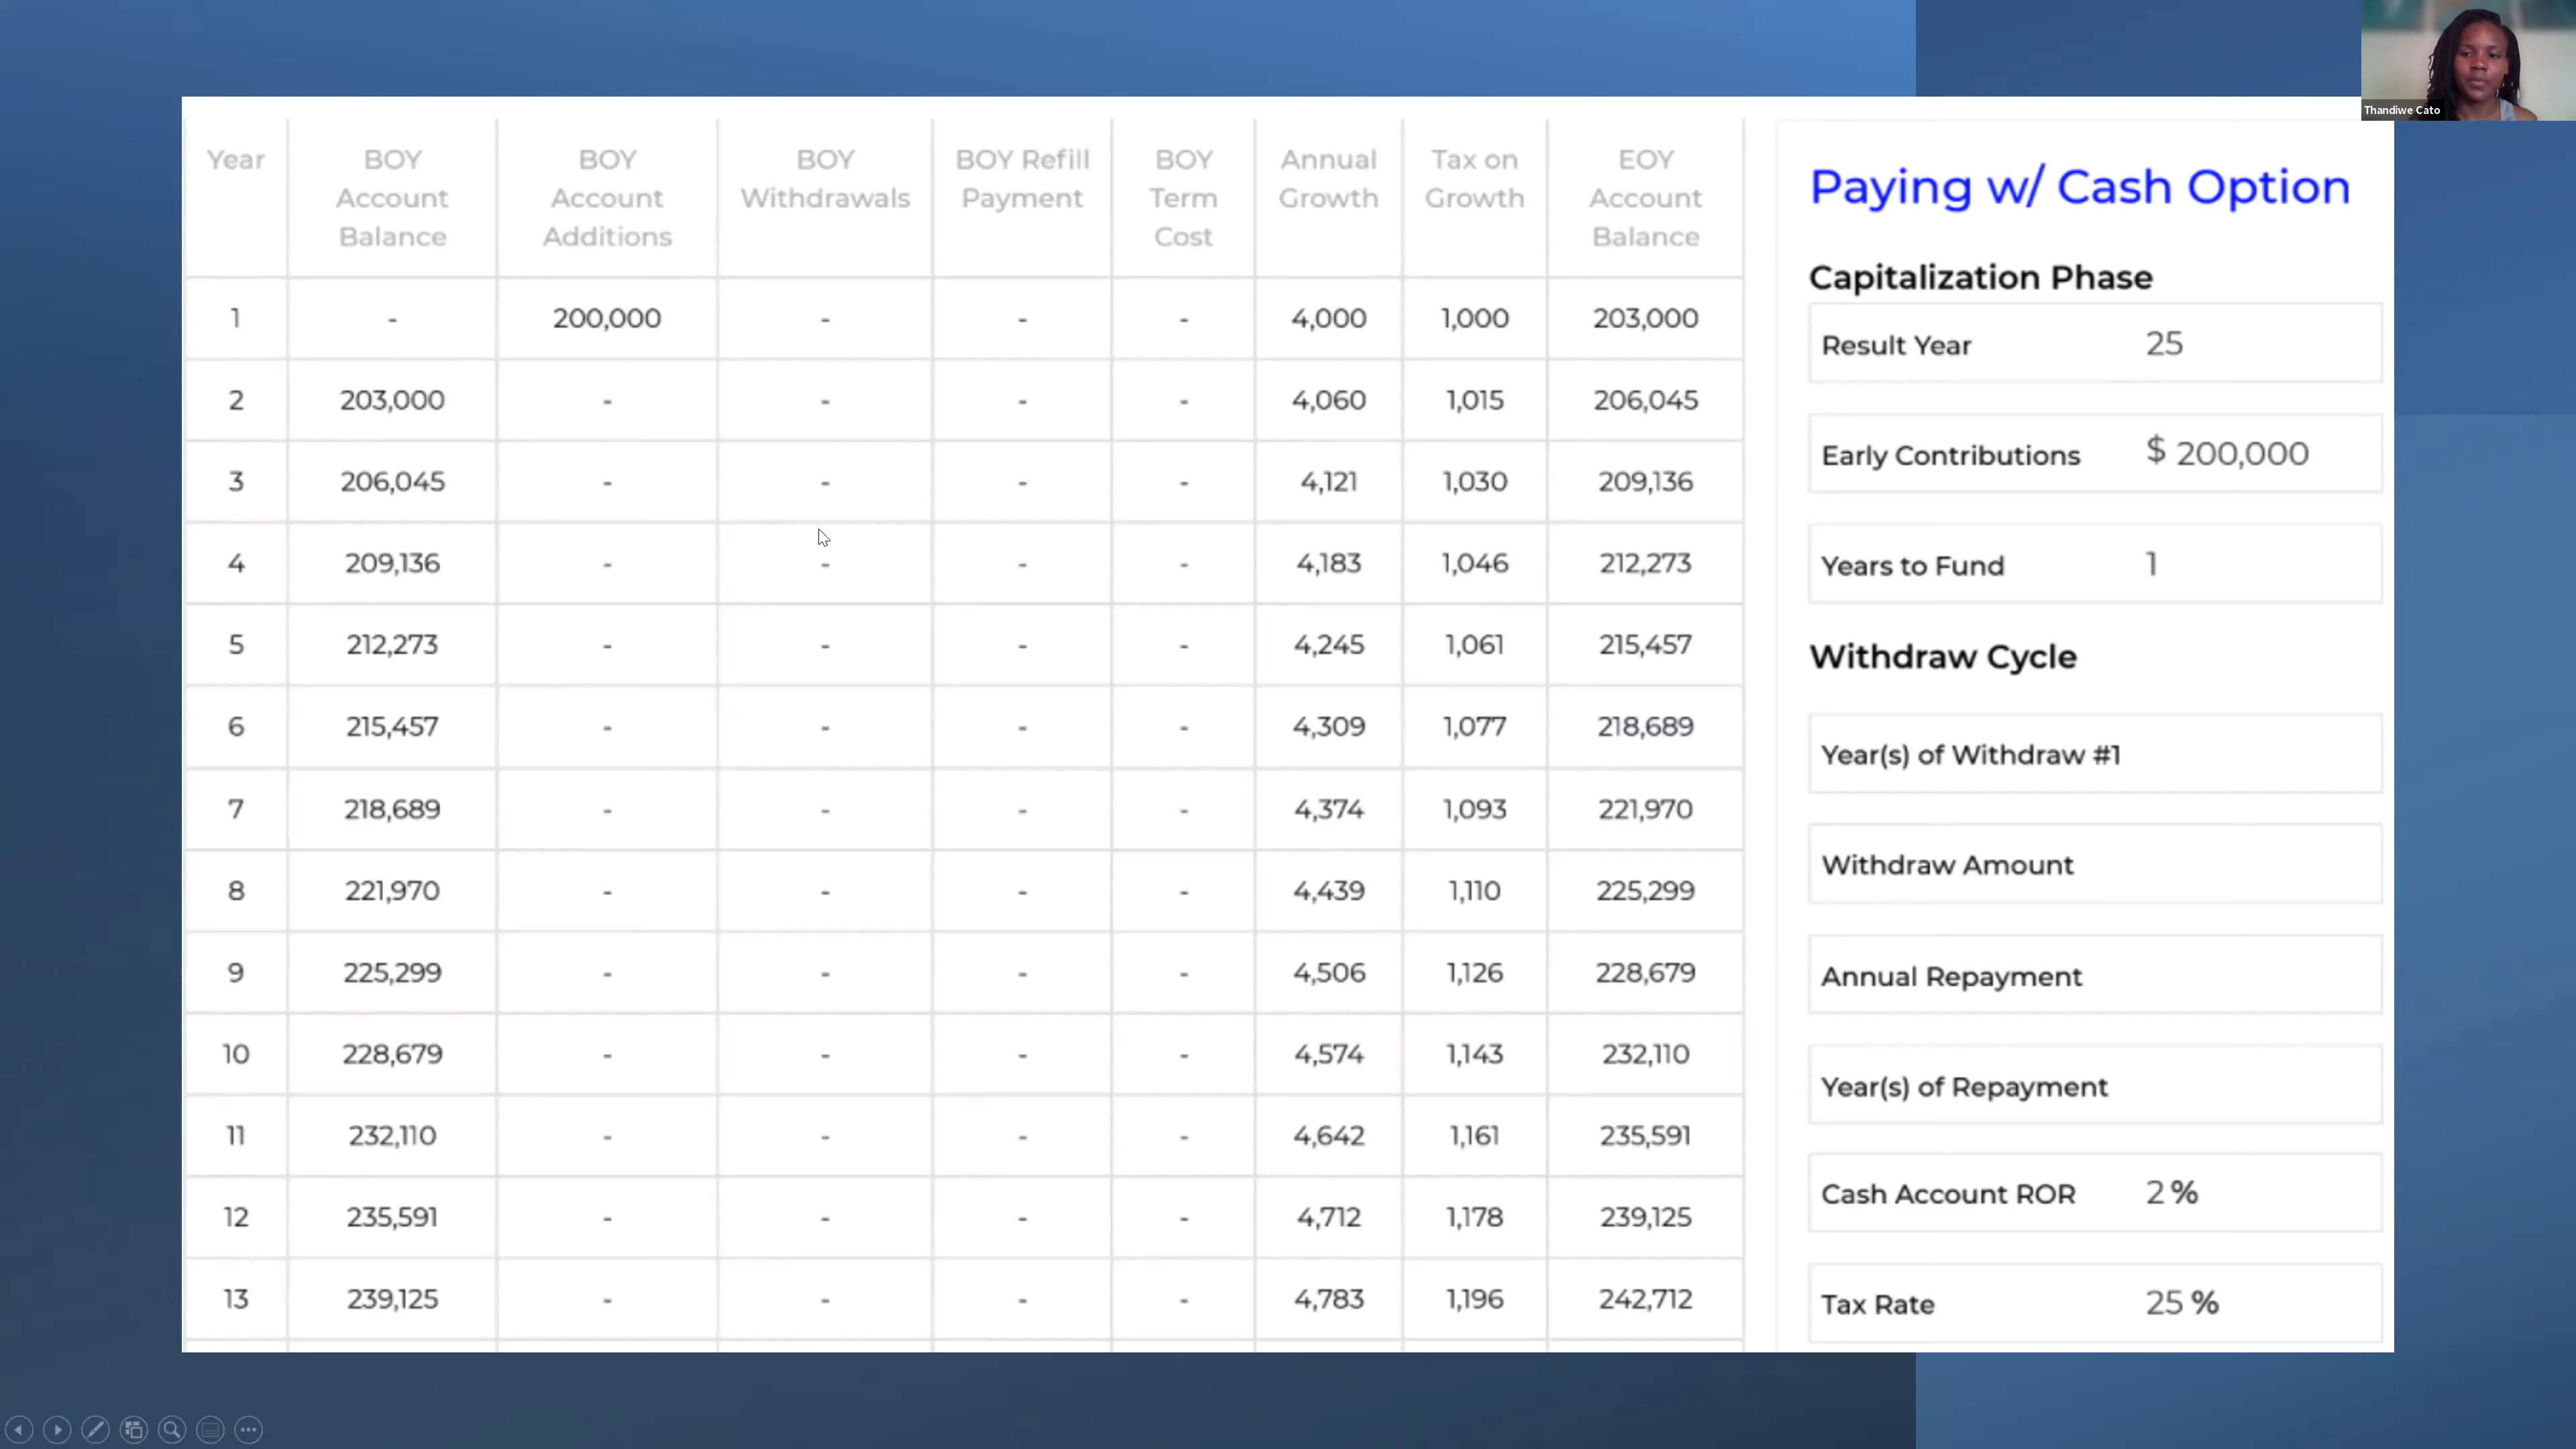 Thandiwe Cato
Year BOY Account Balance BOY Account Additions BOY Withdrawals BOY Refill Payment BOY Term Cost Annual Growth Tax on Growth EOY Account Balance
1 - 200,000 - - - 4,000 1,000 203,000
2 203,000 - - - - 4,060 1,015 206,045
3 206,045 - - - - 4,121 1,030 209,136
4 209,136 - - - - 4,183 1,046 212,273
5 212,273 - - - - 4,245 1,061 215,457
6 215,457 - - - - 4,309 1,077 218,689
7 218,689 - - - - 4,374 1,093 221,970
8 221,970 - - - - 4,439 1,110 225,299
9 225,299 - - - - 4,506 1,126 228,679
10 228,679 - - - - 4,574 1,143 232,110
11 232,110 - - - - 4,642 1,161 235,591
12 235,591 - - - - 4,712 1,178 239,125
13 239,125 - - - - 4,783 1,196 242,712
Paying w/ Cash Option
Capitalization Phase
Result Year 25
Early Contributions $ 200,000
Years to Fund 1
Withdraw Cycle
Year(s) of Withdraw #1
Withdraw Amount
Annual Repayment
Year(s) of Repayment
Cash Account ROR 2 %
Tax Rate 25 %